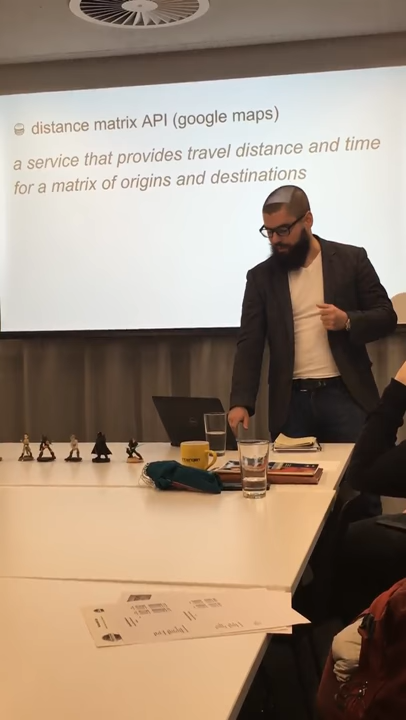 distance matrix API (google maps)
a service that provides travel distance and time
for a matrix of origins and destinations